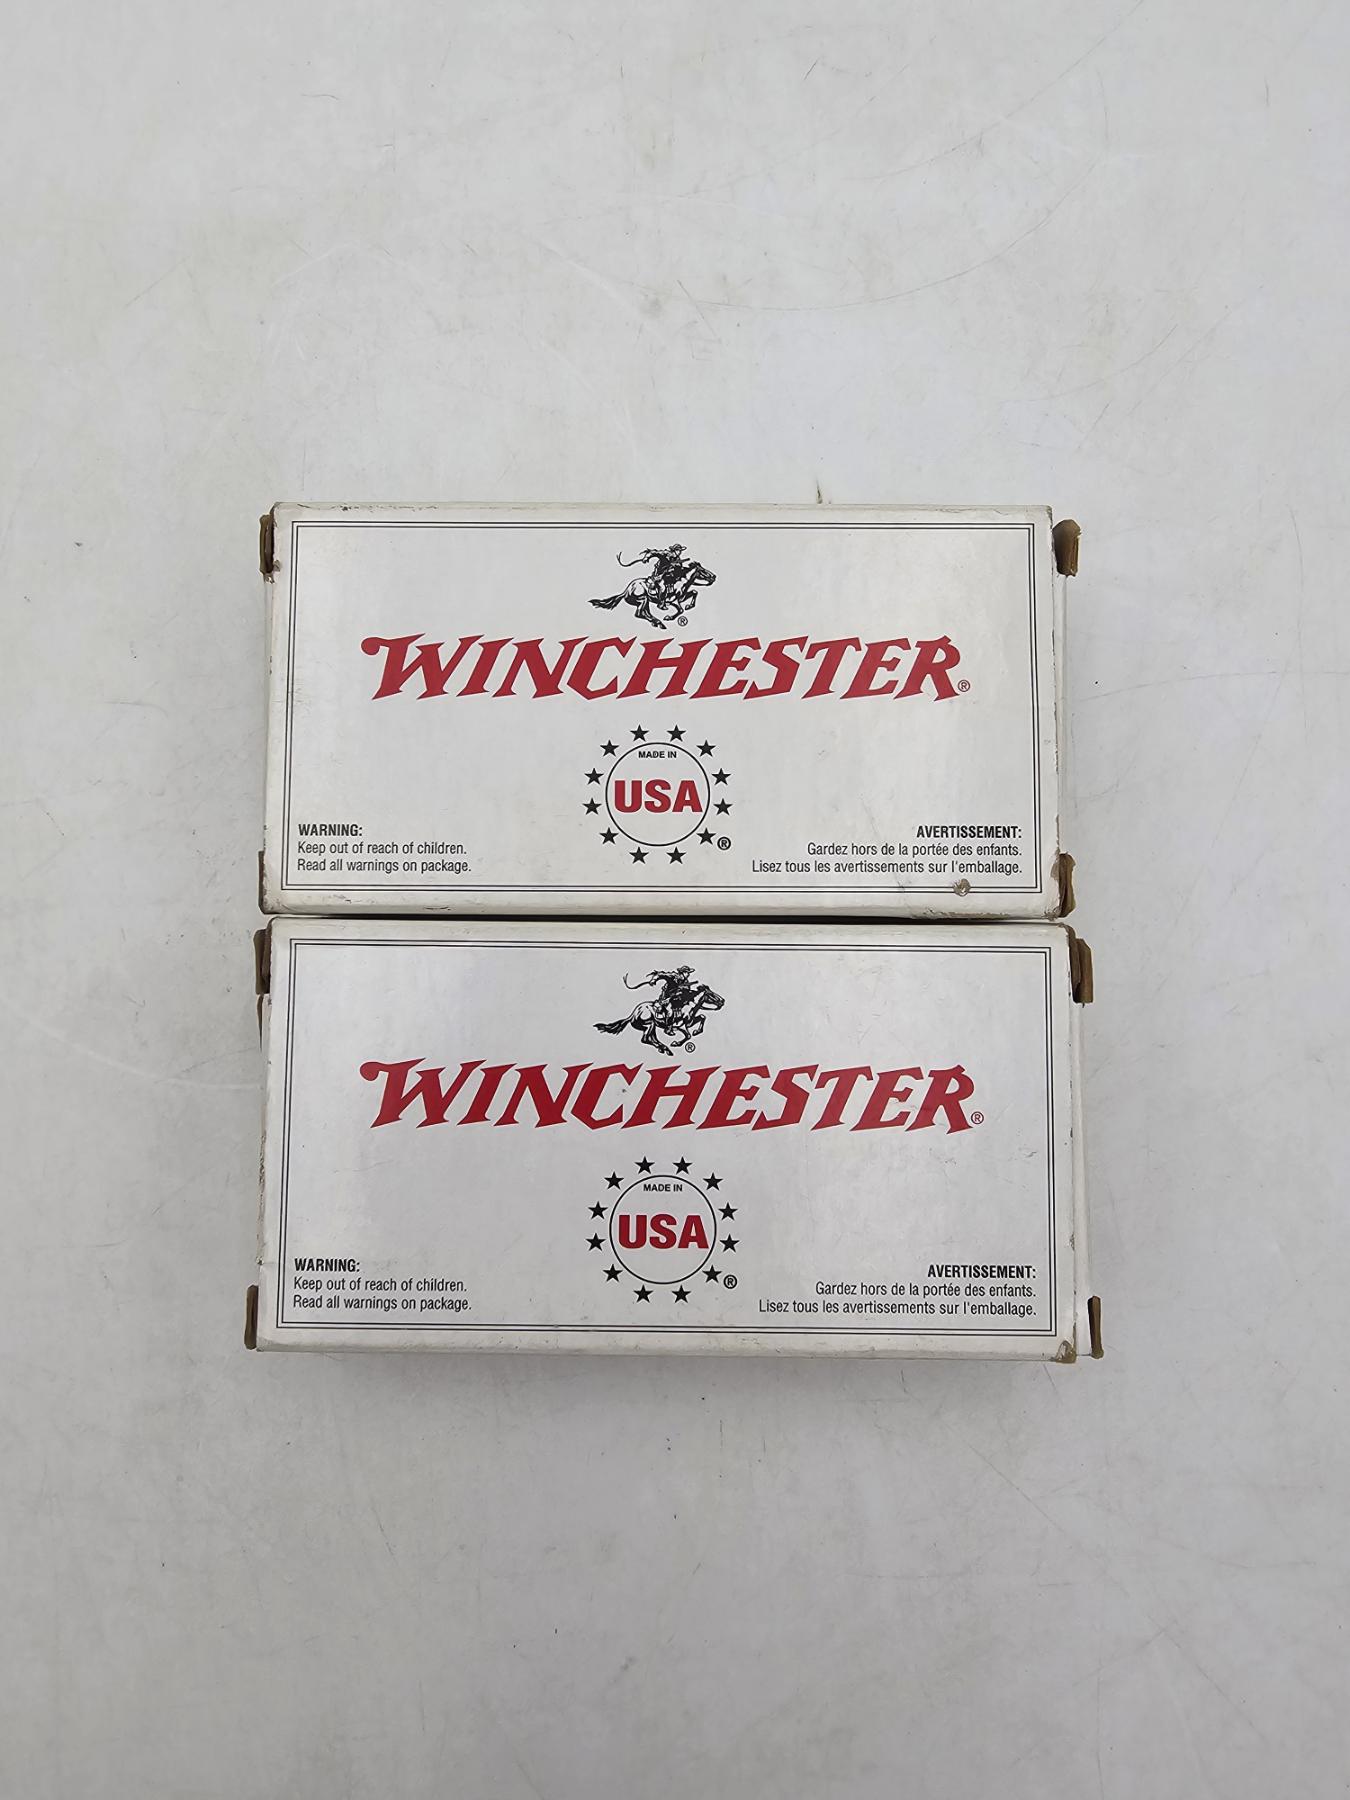 ®
WINCHESTER®
MADE IN
USA
®
WARNING:
Keep out of reach of children.
Read all warnings on package.
AVERTISSEMENT:
Gardez hors de la portée des enfants.
Lisez tous les avertissements sur l'emballage.
®
WINCHESTER®
MADE IN
USA
®
WARNING:
Keep out of reach of children.
Read all warnings on package.
AVERTISSEMENT:
Gardez hors de la portée des enfants.
Lisez tous les avertissements sur l'emballage.